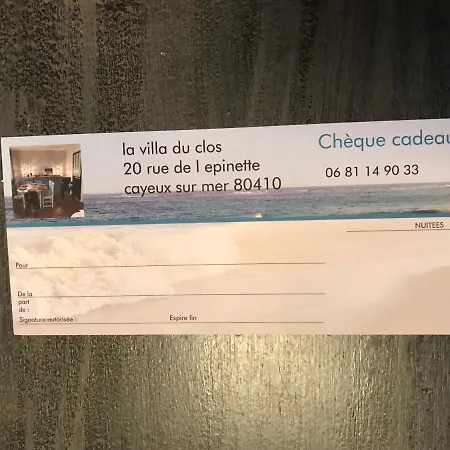 la villa du clos
Chèque cadeau
20 rue de l epinette
06 81 14 90 33
cayeux sur mer 80410
NUITEES
Pour
De la
part
de :
Signature autorisée :
Expire fin